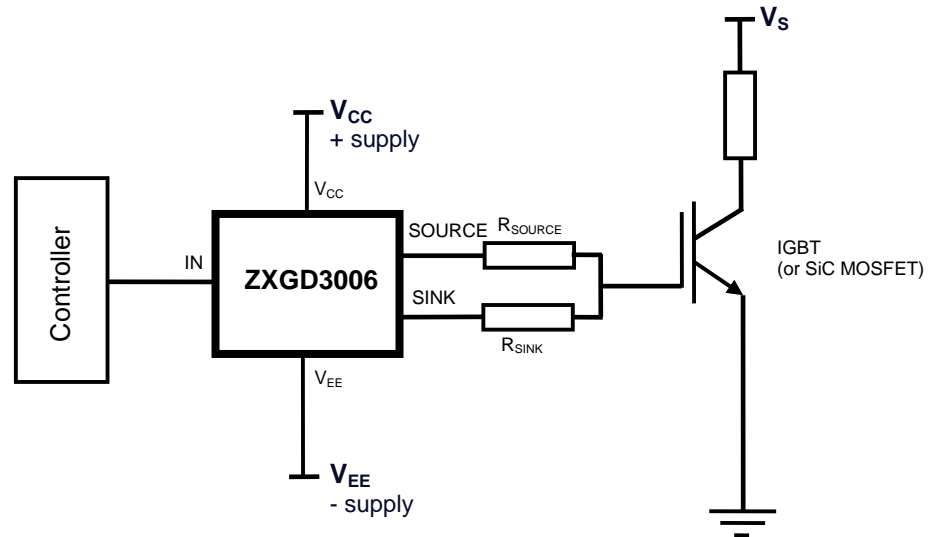 V_S
V_CC
+ supply
V_CC
Controller
IN
ZXGD3006
SOURCE
R_SOURCE
SINK
R_SINK
IGBT
(or SiC MOSFET)
V_EE
V_EE
- supply